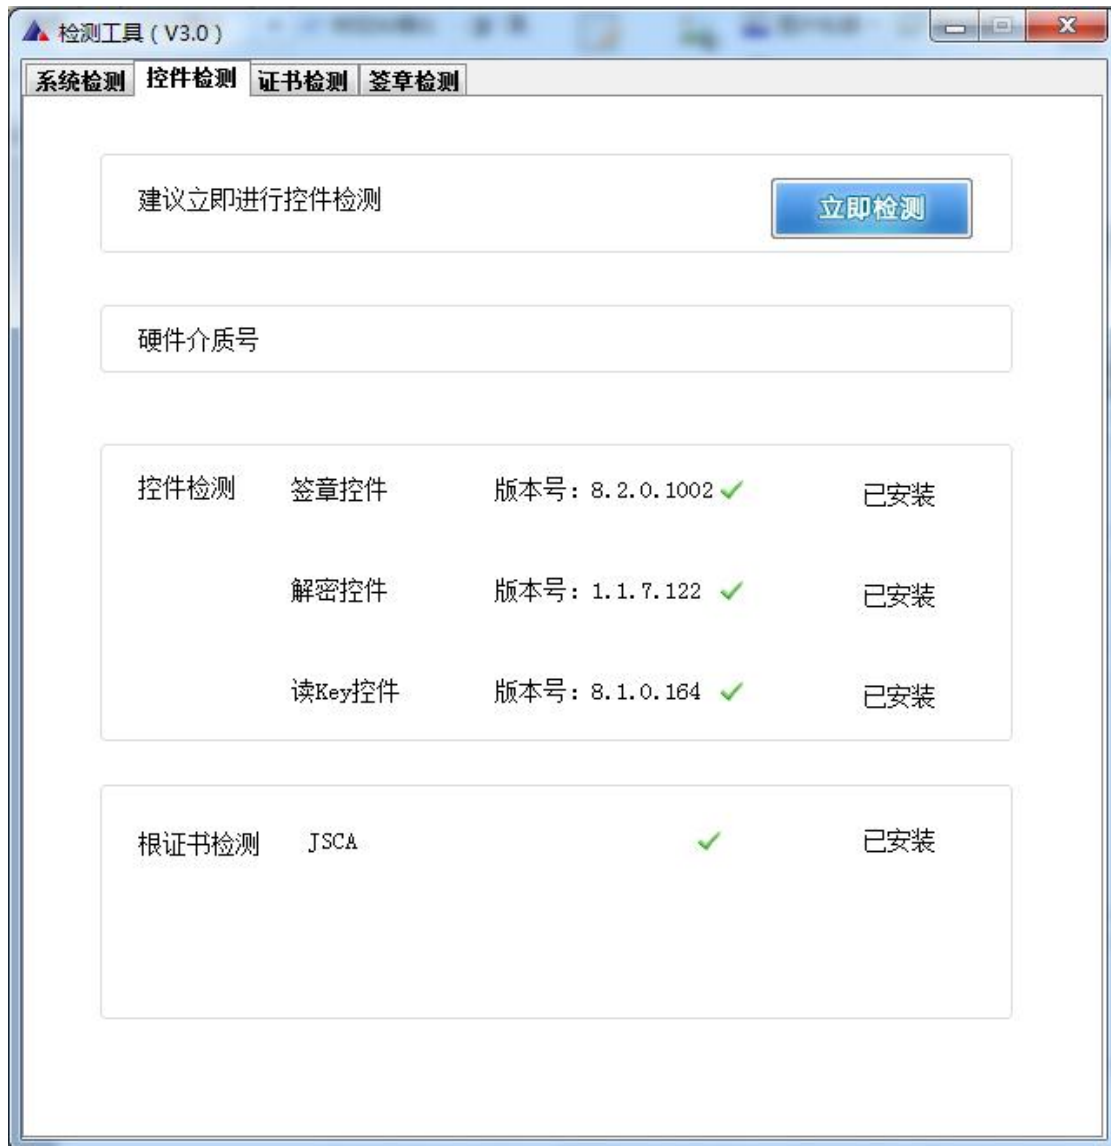 检测工具（V3.0）
系统检测 控件检测 证书检测 签章检测
建议立即进行控件检测 立即检测
硬件介质号
控件检测 签章控件 版本号：8.2.0.1002 已安装
解密控件 版本号：1.1.7.122 已安装
读Key控件 版本号：8.1.0.164 已安装
根证书检测 JSCA 已安装